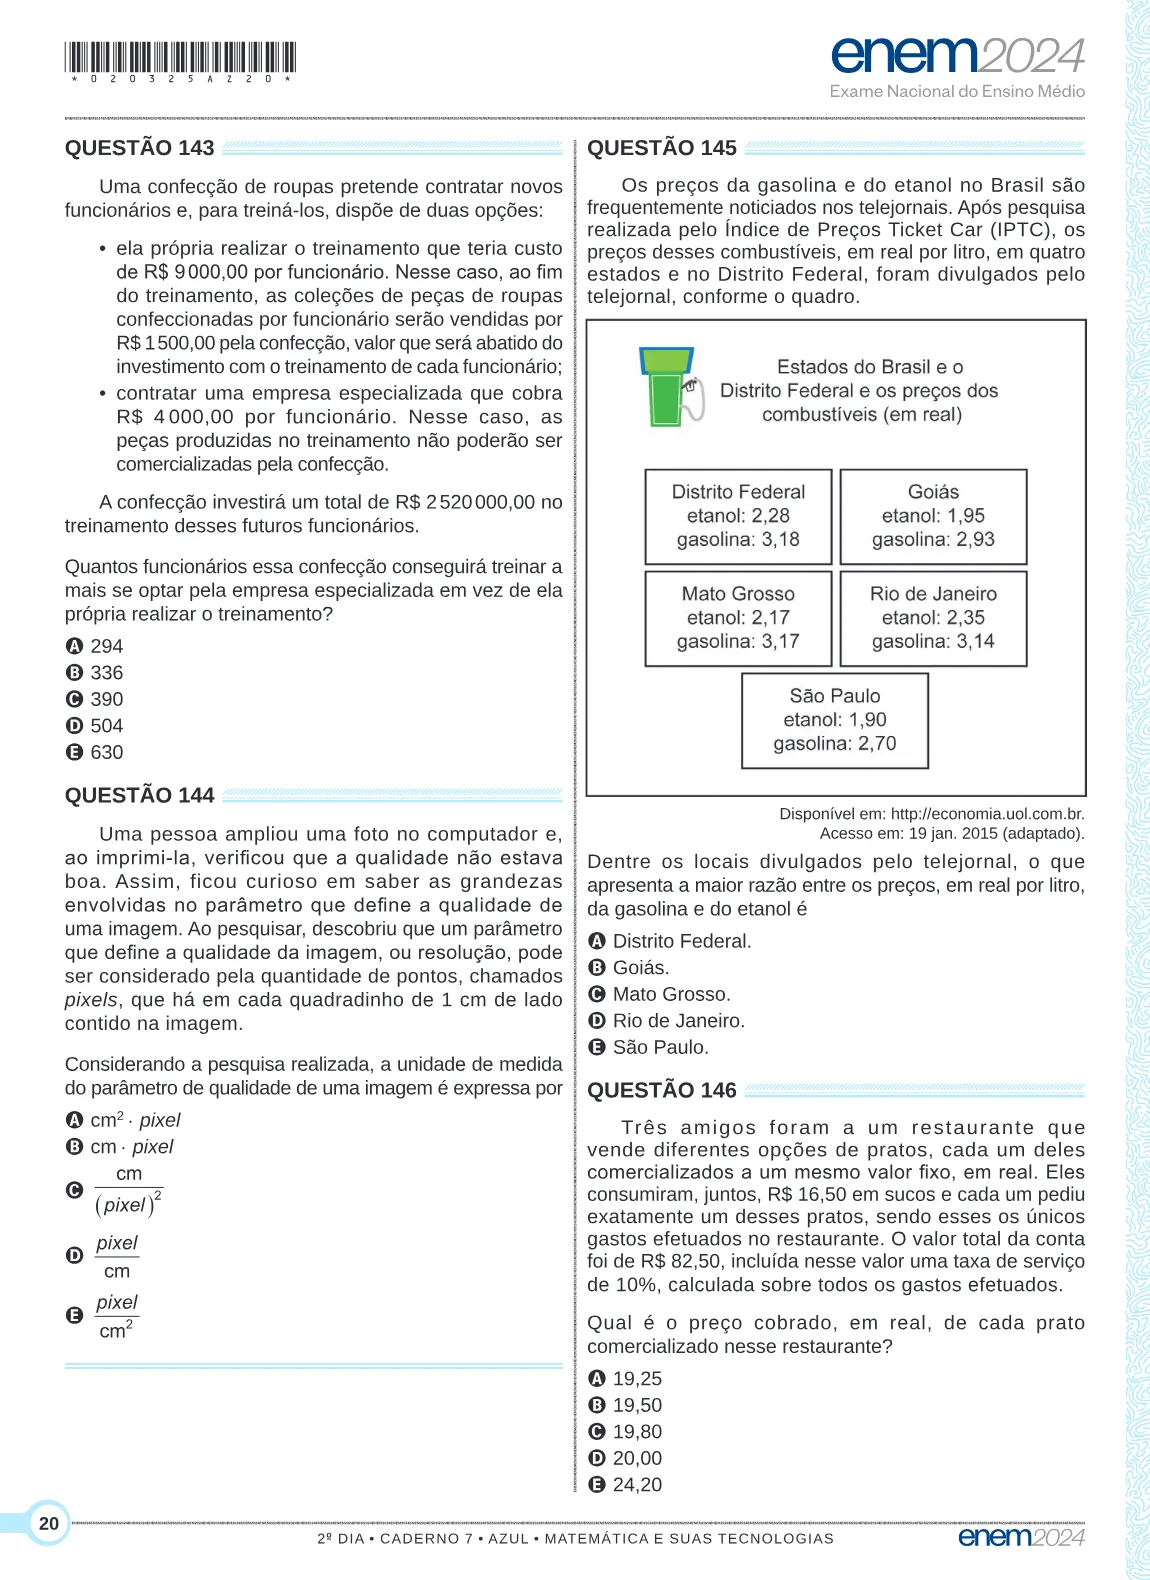 *020325AZ20*
enem2024
Exame Nacional do Ensino Médio
QUESTÃO 143
Uma confecção de roupas pretende contratar novos
funcionários e, para treiná-los, dispõe de duas opções:
• ela própria realizar o treinamento que teria custo
de R$ 9 000,00 por funcionário. Nesse caso, ao fim
do treinamento, as coleções de peças de roupas
confeccionadas por funcionário serão vendidas por
R$ 1 500,00 pela confecção, valor que será abatido do
investimento com o treinamento de cada funcionário;
• contratar uma empresa especializada que cobra
R$ 4 000,00 por funcionário. Nesse caso, as
peças produzidas no treinamento não poderão ser
comercializadas pela confecção.
A confecção investirá um total de R$ 2 520 000,00 no
treinamento desses futuros funcionários.
Quantos funcionários essa confecção conseguirá treinar a
mais se optar pela empresa especializada em vez de ela
própria realizar o treinamento?
A 294
B 336
C 390
D 504
E 630
QUESTÃO 144
Uma pessoa ampliou uma foto no computador e,
ao imprimi-la, verificou que a qualidade não estava
boa. Assim, ficou curioso em saber as grandezas
envolvidas no parâmetro que define a qualidade de
uma imagem. Ao pesquisar, descobriu que um parâmetro
que define a qualidade da imagem, ou resolução, pode
ser considerado pela quantidade de pontos, chamados
pixels, que há em cada quadradinho de 1 cm de lado
contido na imagem.
Considerando a pesquisa realizada, a unidade de medida
do parâmetro de qualidade de uma imagem é expressa por
A cm² · pixel
B cm · pixel
C cm
(pixel)²
D pixel
cm
E pixel
cm²
QUESTÃO 145
Os preços da gasolina e do etanol no Brasil são
frequentemente noticiados nos telejornais. Após pesquisa
realizada pelo Índice de Preços Ticket Car (IPTC), os
preços desses combustíveis, em real por litro, em quatro
estados e no Distrito Federal, foram divulgados pelo
telejornal, conforme o quadro.
Estados do Brasil e o
Distrito Federal e os preços dos
combustíveis (em real)
Distrito Federal
etanol: 2,28
gasolina: 3,18
Goiás
etanol: 1,95
gasolina: 2,93
Mato Grosso
etanol: 2,17
gasolina: 3,17
Rio de Janeiro
etanol: 2,35
gasolina: 3,14
São Paulo
etanol: 1,90
gasolina: 2,70
Disponível em: http://economia.uol.com.br.
Acesso em: 19 jan. 2015 (adaptado).
Dentre os locais divulgados pelo telejornal, o que
apresenta a maior razão entre os preços, em real por litro,
da gasolina e do etanol é
A Distrito Federal.
B Goiás.
C Mato Grosso.
D Rio de Janeiro.
E São Paulo.
QUESTÃO 146
Três amigos foram a um restaurante que
vende diferentes opções de pratos, cada um deles
comercializados a um mesmo valor fixo, em real. Eles
consumiram, juntos, R$ 16,50 em sucos e cada um pediu
exatamente um desses pratos, sendo esses os únicos
gastos efetuados no restaurante. O valor total da conta
foi de R$ 82,50, incluída nesse valor uma taxa de serviço
de 10%, calculada sobre todos os gastos efetuados.
Qual é o preço cobrado, em real, de cada prato
comercializado nesse restaurante?
A 19,25
B 19,50
C 19,80
D 20,00
E 24,20
20
2º DIA • CADERNO 7 • AZUL • MATEMÁTICA E SUAS TECNOLOGIAS
enem2024